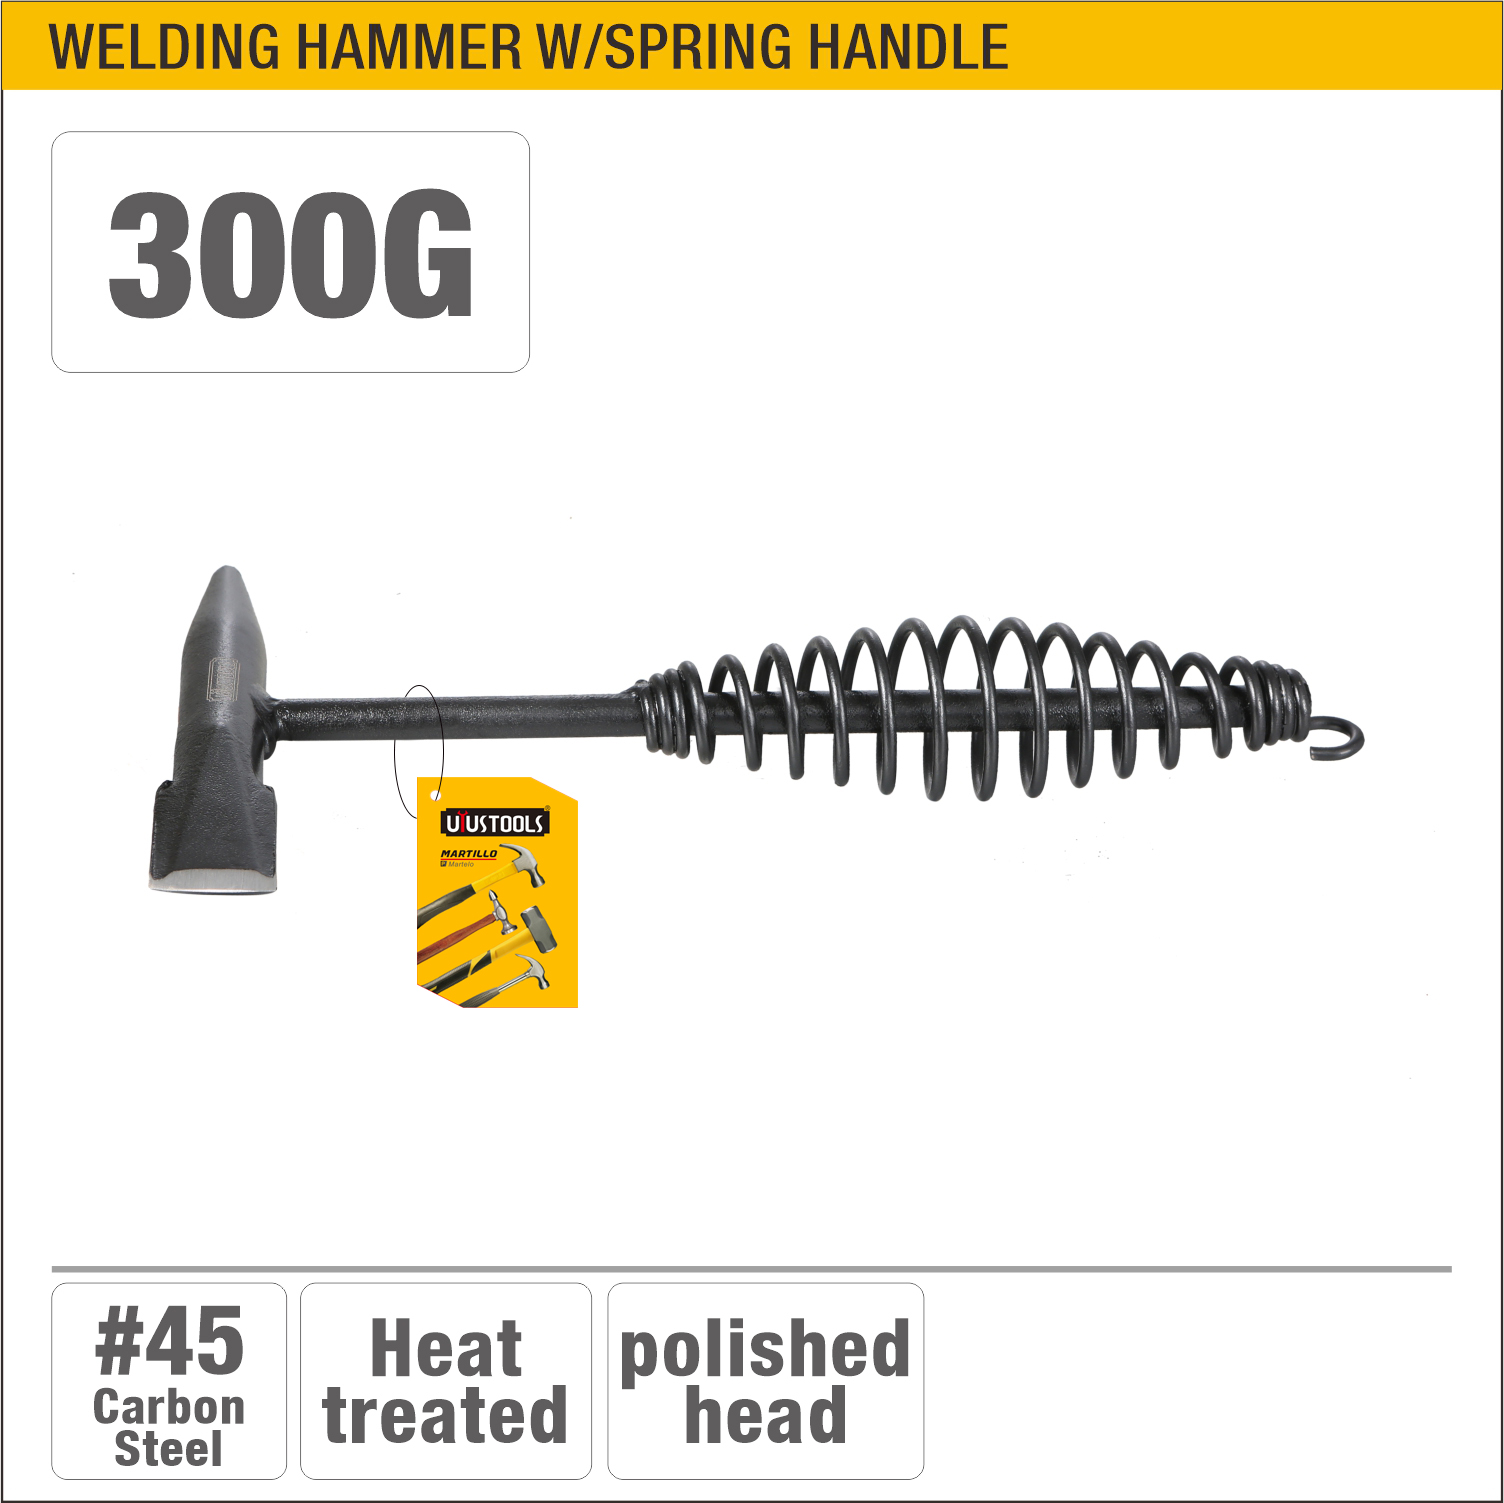 WELDING HAMMER W/SPRING HANDLE
300G
UYUSTOOLS®
MARTILLO
P Martelo
#45
Carbon
Steel
Heat
treated
polished
head